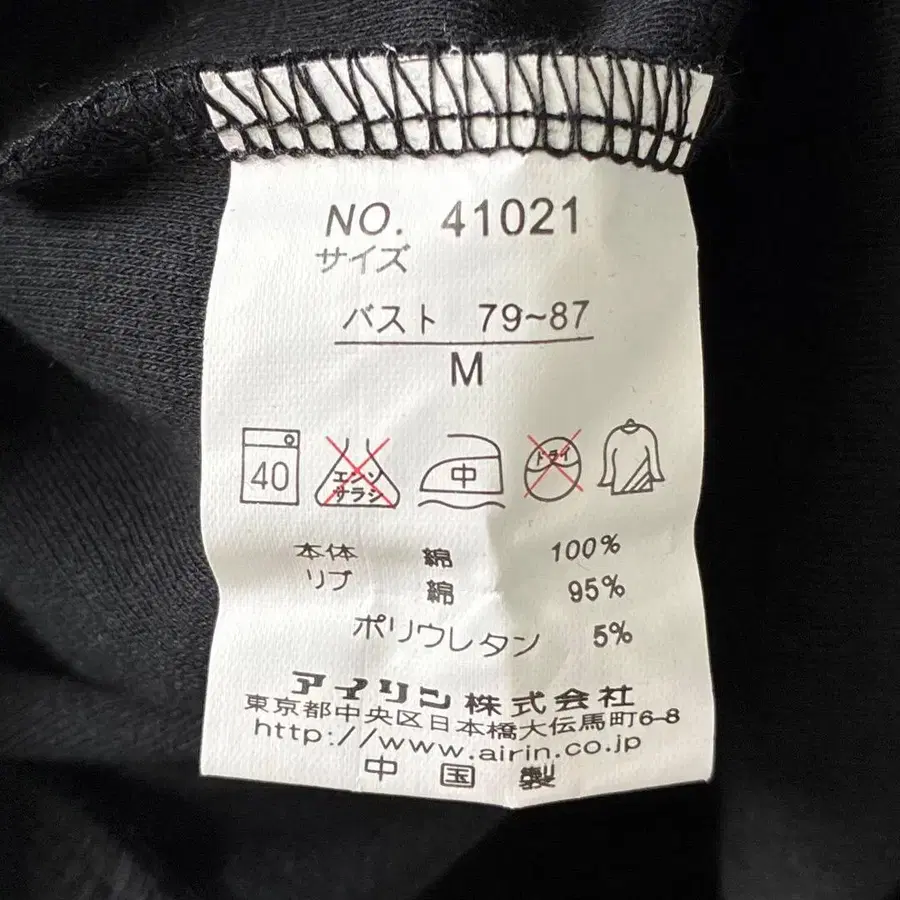 NO. 41021
サイズ
バスト 79~87
M
40
エンソ
サラシ
中
ドライ
本体 綿 100%
リブ 綿 95%
ポリウレタン 5%
アイリン株式会社
東京都中央区日本橋大伝馬町6-8
http://www.airin.co.jp
中国製